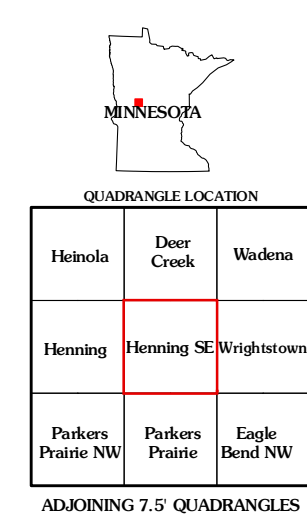 MINNESOTA
QUADRANGLE LOCATION
Heinola
Deer
Creek
Wadena
Henning
Henning SE
Wrightstown
Parkers
Prairie NW
Parkers
Prairie
Eagle
Bend NW
ADJOINING 7.5' QUADRANGLES